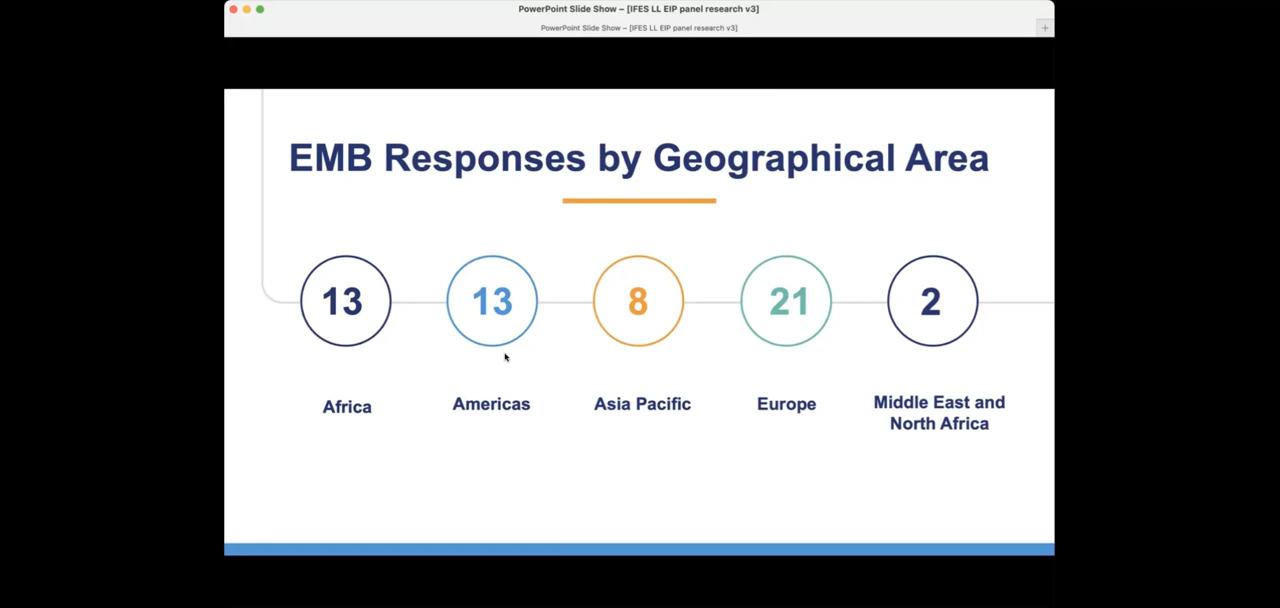 PowerPoint Slide Show – [IFES LL EIP panel research v3]
PowerPoint Slide Show – [IFES LL EIP panel research v3]
+
EMB Responses by Geographical Area
13
13
8
21
2
Africa
Americas
Asia Pacific
Europe
Middle East and
North Africa